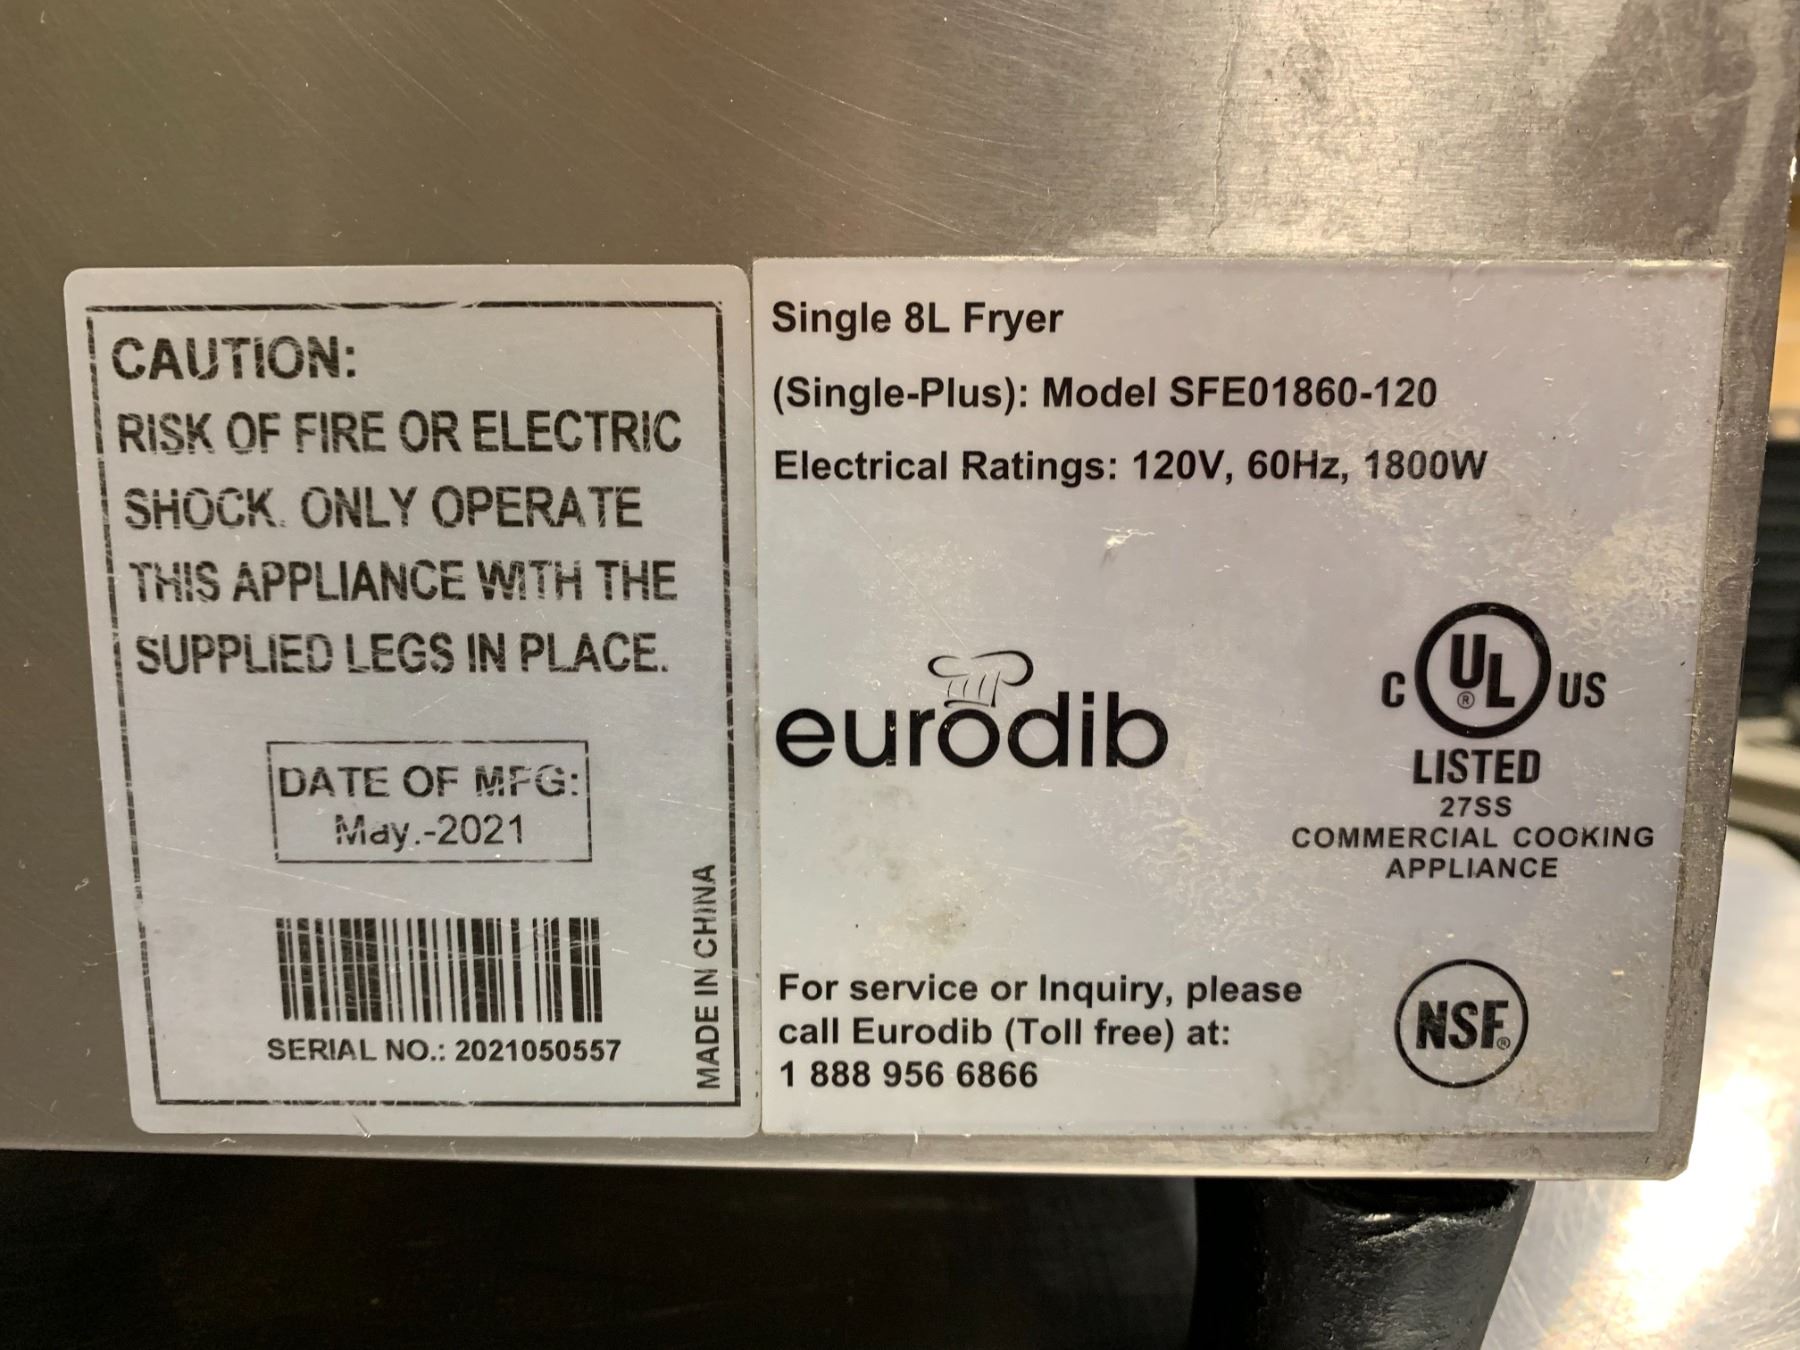 CAUTION:
RISK OF FIRE OR ELECTRIC
SHOCK. ONLY OPERATE
THIS APPLIANCE WITH THE
SUPPLIED LEGS IN PLACE.
DATE OF MFG:
May.-2021
SERIAL NO.: 2021050557
MADE IN CHINA
Single 8L Fryer
(Single-Plus): Model SFE01860-120
Electrical Ratings: 120V, 60Hz, 1800W
eurodib
C UL® US
LISTED
27SS
COMMERCIAL COOKING
APPLIANCE
For service or Inquiry, please
call Eurodib (Toll free) at:
1 888 956 6866
NSF®